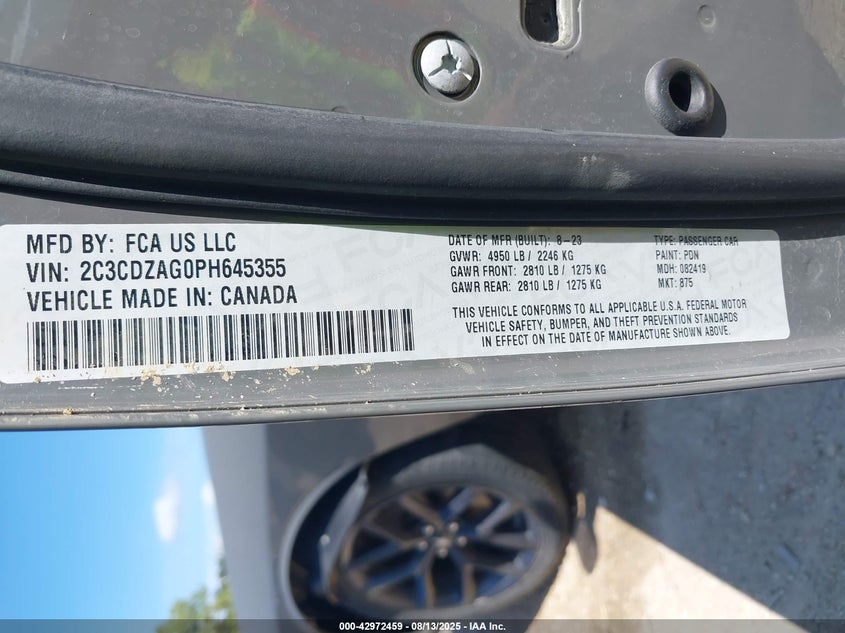 MFD BY: FCA US LLC
VIN: 2C3CDZAG0PH645355
VEHICLE MADE IN: CANADA
DATE OF MFR (BUILT): 8-23
GVWR: 4950 LB / 2246 KG
GAWR FRONT: 2810 LB / 1275 KG
GAWR REAR: 2810 LB / 1275 KG
TYPE: PASSENGER CAR
PAINT: PDN
MDH: 082419
MKT: 875
THIS VEHICLE CONFORMS TO ALL APPLICABLE U.S.A. FEDERAL MOTOR
VEHICLE SAFETY, BUMPER, AND THEFT PREVENTION STANDARDS
IN EFFECT ON THE DATE OF MANUFACTURE SHOWN ABOVE.
000-42972459 - 08/13/2025 - IAA Inc.